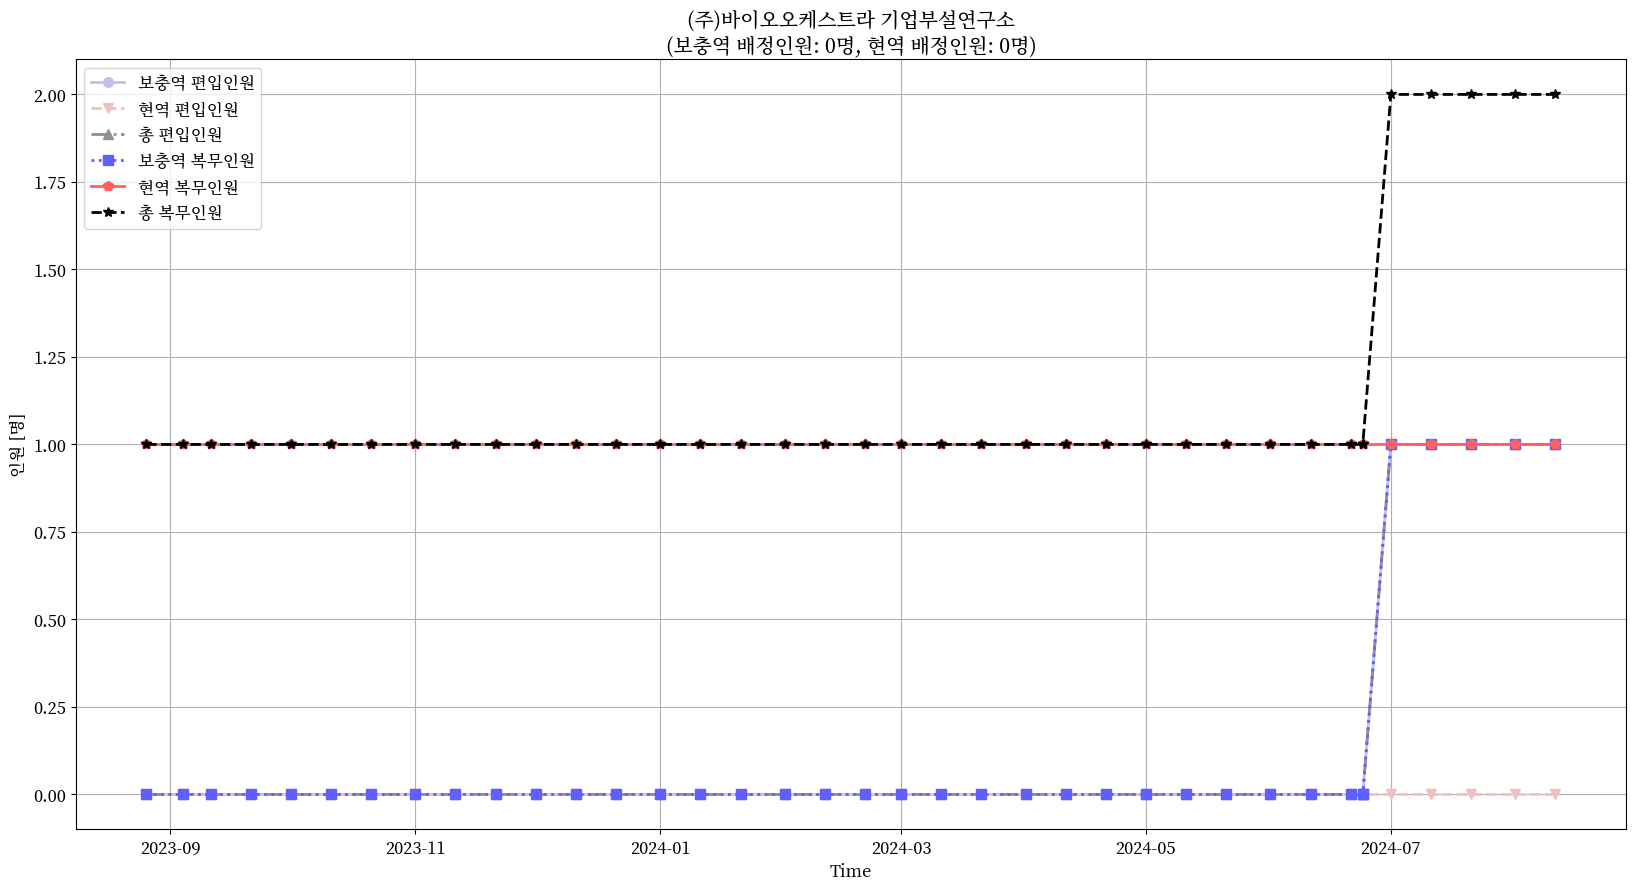 (주)바이오오케스트라 기업부설연구소
(보충역 배정인원: 0명, 현역 배정인원: 0명)
보충역 편입인원
현역 편입인원
총 편입인원
보충역 복무인원
현역 복무인원
총 복무인원
2.00
1.75
1.50
1.25
1.00
0.75
0.50
0.25
0.00
인원 [명]
2023-09
2023-11
2024-01
2024-03
2024-05
2024-07
Time